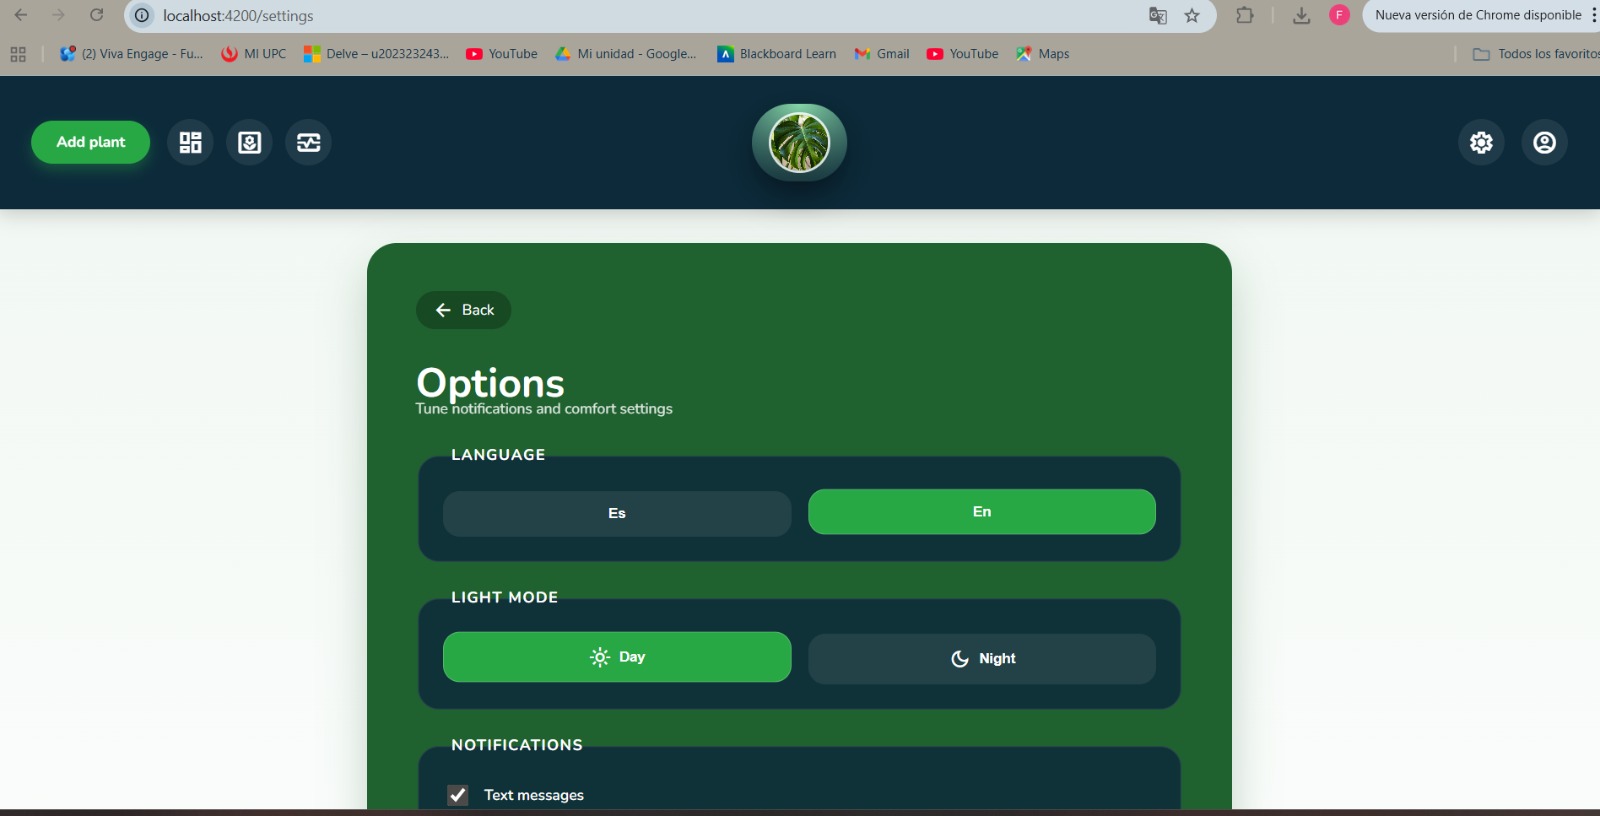 localhost:4200/settings
F
Nueva versión de Chrome disponible
(2) Viva Engage - Fu...
MI UPC
Delve – u202323243...
YouTube
Mi unidad - Google...
Blackboard Learn
Gmail
YouTube
Maps
Todos los favoritos
Add plant
Back
Options
Tune notifications and comfort settings
LANGUAGE
Es
En
LIGHT MODE
Day
Night
NOTIFICATIONS
Text messages